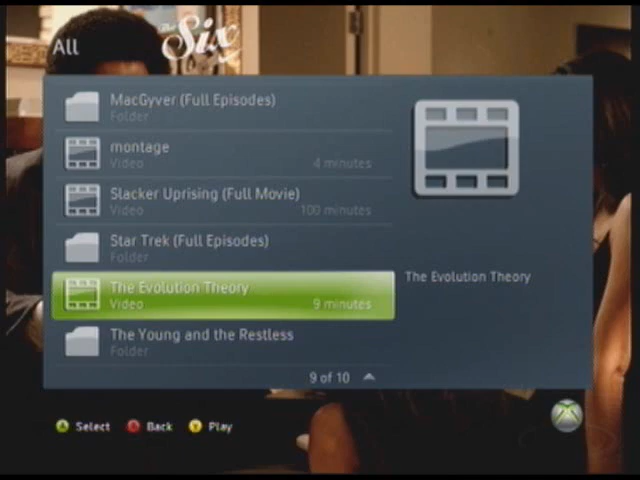 All
The Six
MacGyver (Full Episodes)
Folder
montage
Video 4 minutes
Slacker Uprising (Full Movie)
Video 100 minutes
Star Trek (Full Episodes)
Folder
The Evolution Theory
Video 9 minutes
The Evolution Theory
The Young and the Restless
Folder
9 of 10
A Select B Back Y Play